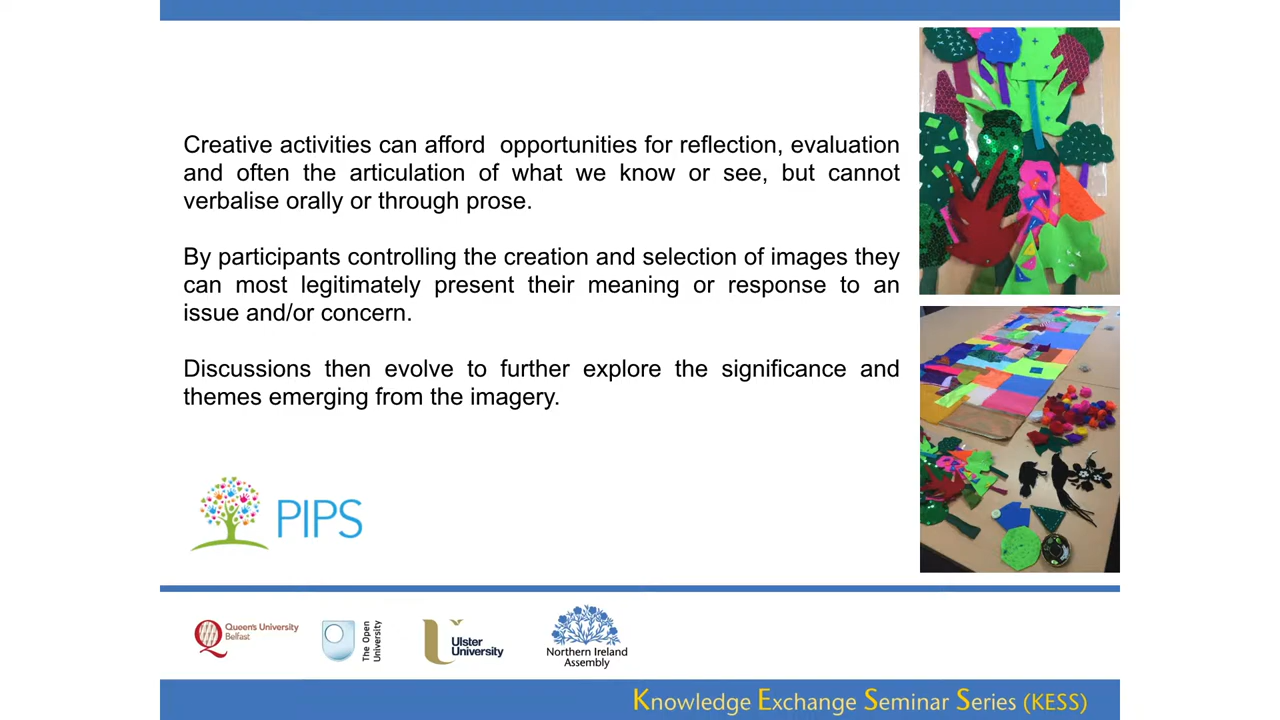 Creative activities can afford opportunities for reflection, evaluation
and often the articulation of what we know or see, but cannot
verbalise orally or through prose.
By participants controlling the creation and selection of images they
can most legitimately present their meaning or response to an
issue and/or concern.
Discussions then evolve to further explore the significance and
themes emerging from the imagery.
PIPS
Queen's University
Belfast
The Open
University
Ulster
University
Northern Ireland
Assembly
Knowledge Exchange Seminar Series (KESS)